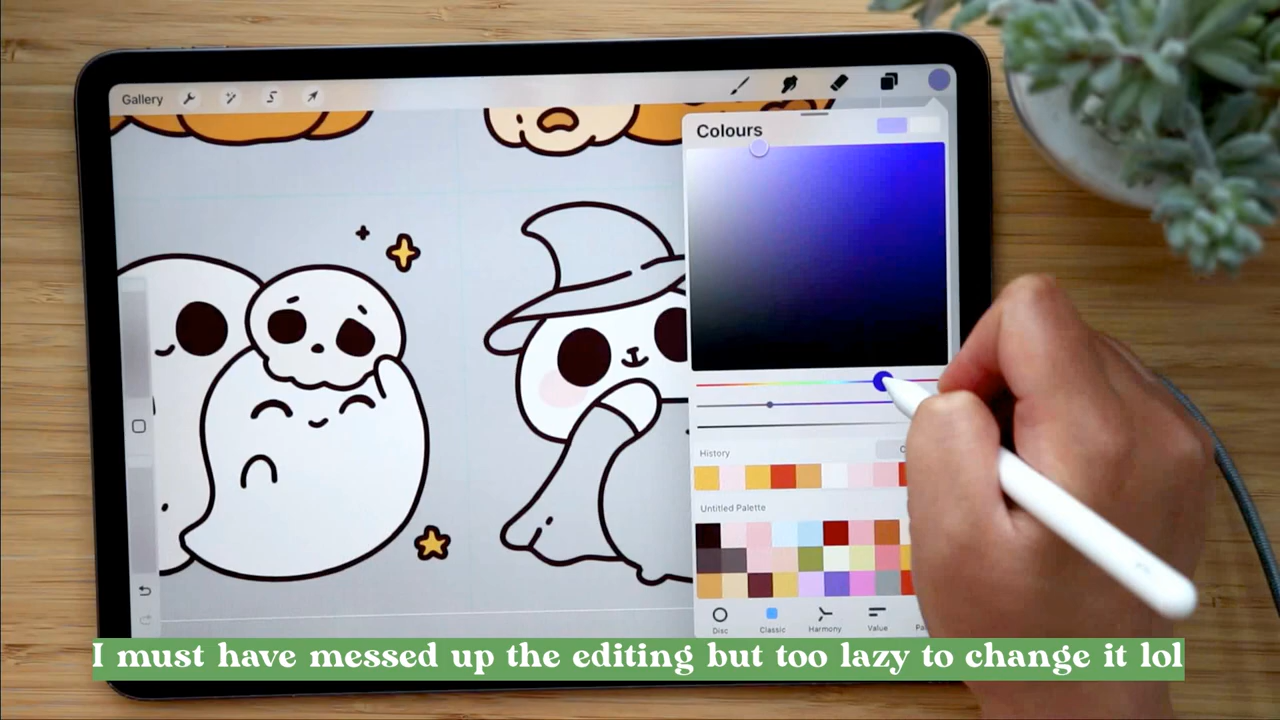 Gallery
Colours
History
Untitled Palette
Disc
Classic
Harmony
Value
I must have messed up the editing but too lazy to change it lol